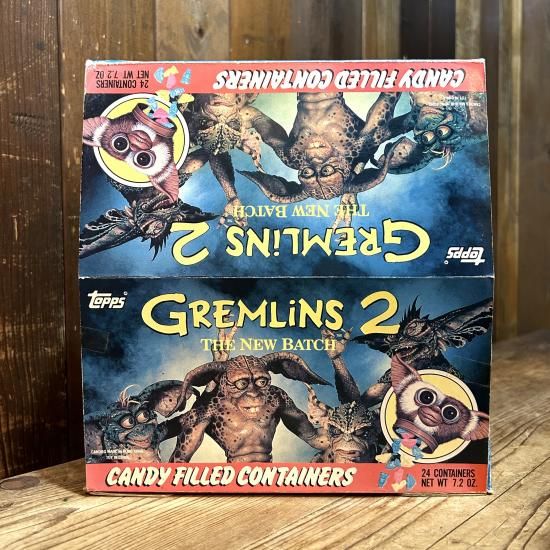 24 CONTAINERS
NET WT 7.2 OZ.
CANDY FILLED CONTAINERS
THE NEW BATCH
GREMLiNS 2
topps
topps
GREMLiNS 2
THE NEW BATCH
CANDY FILLED CONTAINERS
24 CONTAINERS
NET WT 7.2 OZ.